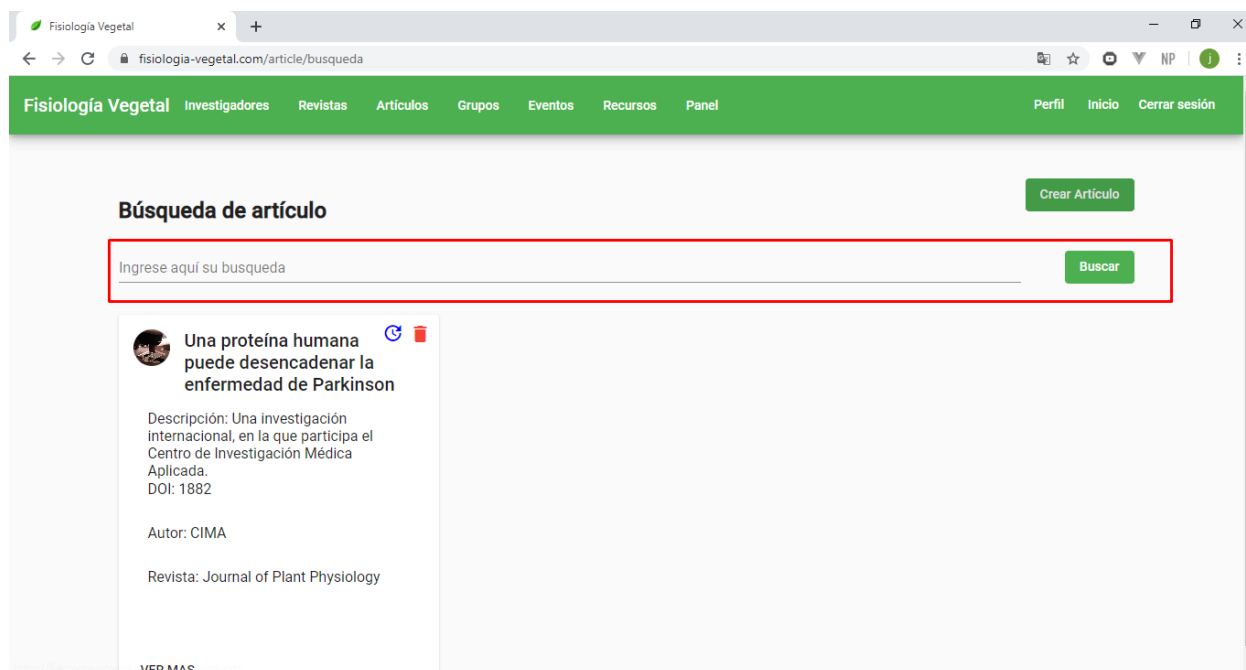 Fisiología Vegetal
fisiologia-vegetal.com/article/busqueda
NP
j
Fisiología Vegetal Investigadores Revistas Artículos Grupos Eventos Recursos Panel Perfil Inicio Cerrar sesión
Crear Artículo
Búsqueda de artículo
Ingrese aquí su busqueda
Buscar
Una proteína humana
puede desencadenar la
enfermedad de Parkinson
Descripción: Una investigación
internacional, en la que participa el
Centro de Investigación Médica
Aplicada.
DOI: 1882
Autor: CIMA
Revista: Journal of Plant Physiology
VER MAS